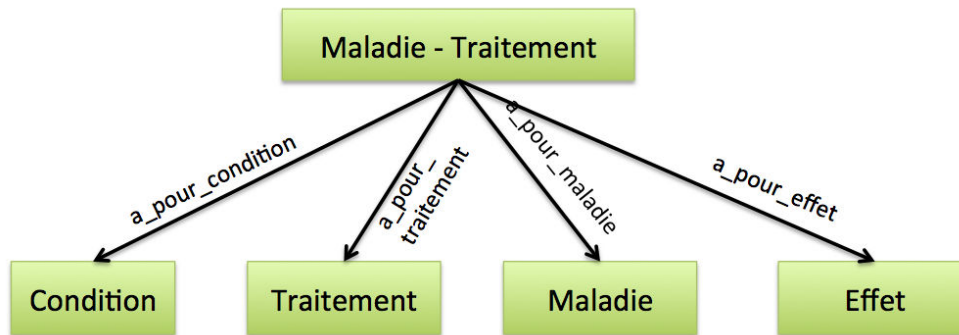 Maladie - Traitement
a_pour_condition
a_pour_
traitement
a_pour_maladie
a_pour_effet
Condition
Traitement
Maladie
Effet